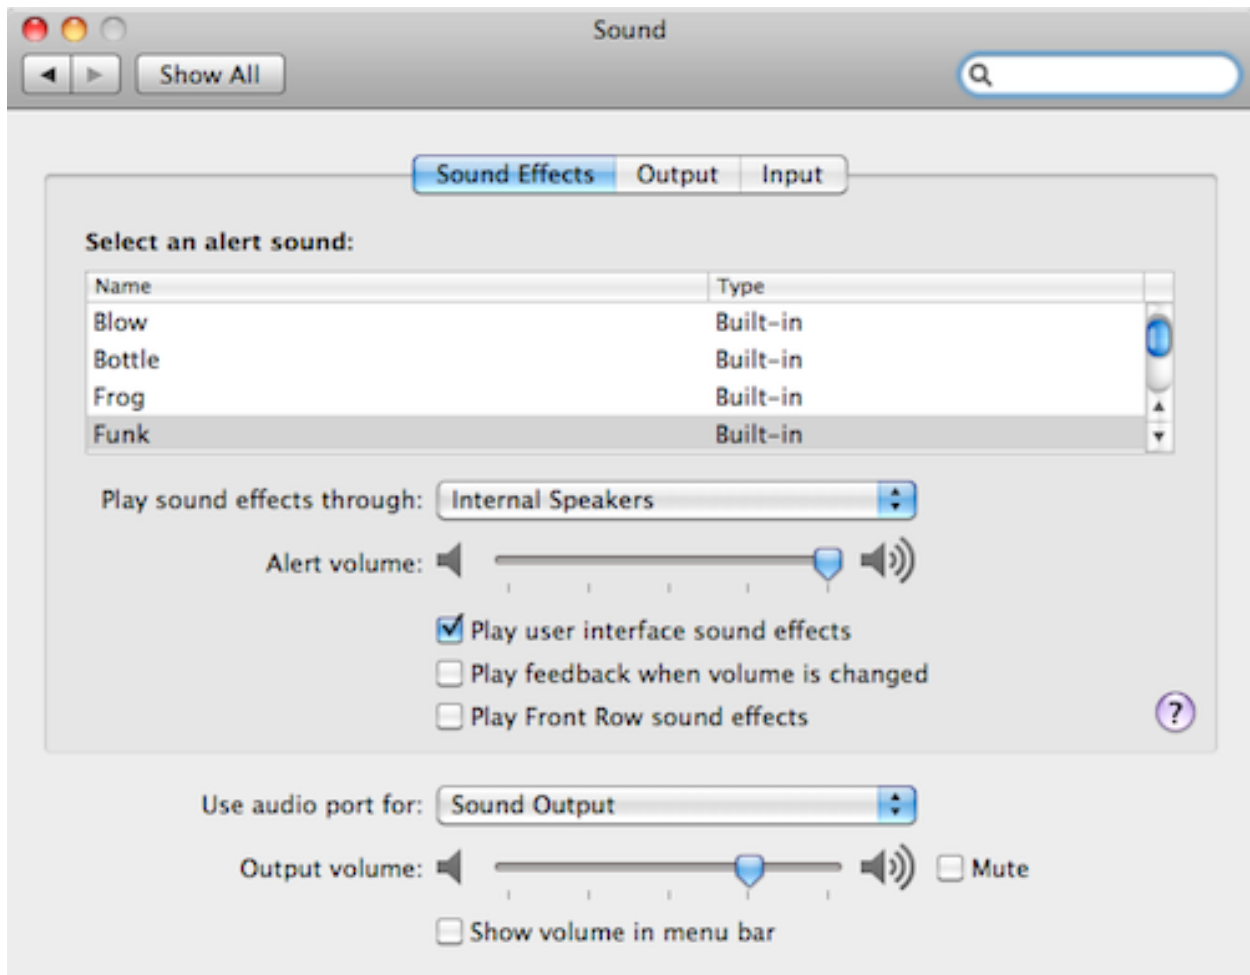 Sound
Show All
Sound Effects Output Input
Select an alert sound:
Name Type
Blow Built-in
Bottle Built-in
Frog Built-in
Funk Built-in
Play sound effects through: Internal Speakers
Alert volume:
Play user interface sound effects
Play feedback when volume is changed
Play Front Row sound effects
?
Use audio port for: Sound Output
Output volume: Mute
Show volume in menu bar